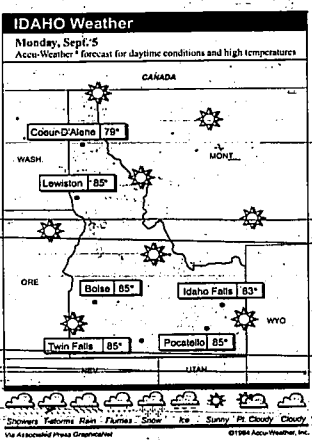 IDAHO Weather
Monday, Sept. 5
Accu-Weather® forecast for daytime conditions and high temperatures
CANADA
Coeur-D'Alene 79°
WASH.
MONT.
Lewiston 85°
ORE
Boise 85°
Idaho Falls 83°
WYO
Twin Falls 85°
Pocatello 85°
NEV.
UTAH
Showers T-storms Rain Flurries Snow Ice Sunny Pt. Cloudy Cloudy
Via Associated Press GraphicsNet
©1994 Accu-Weather, Inc.